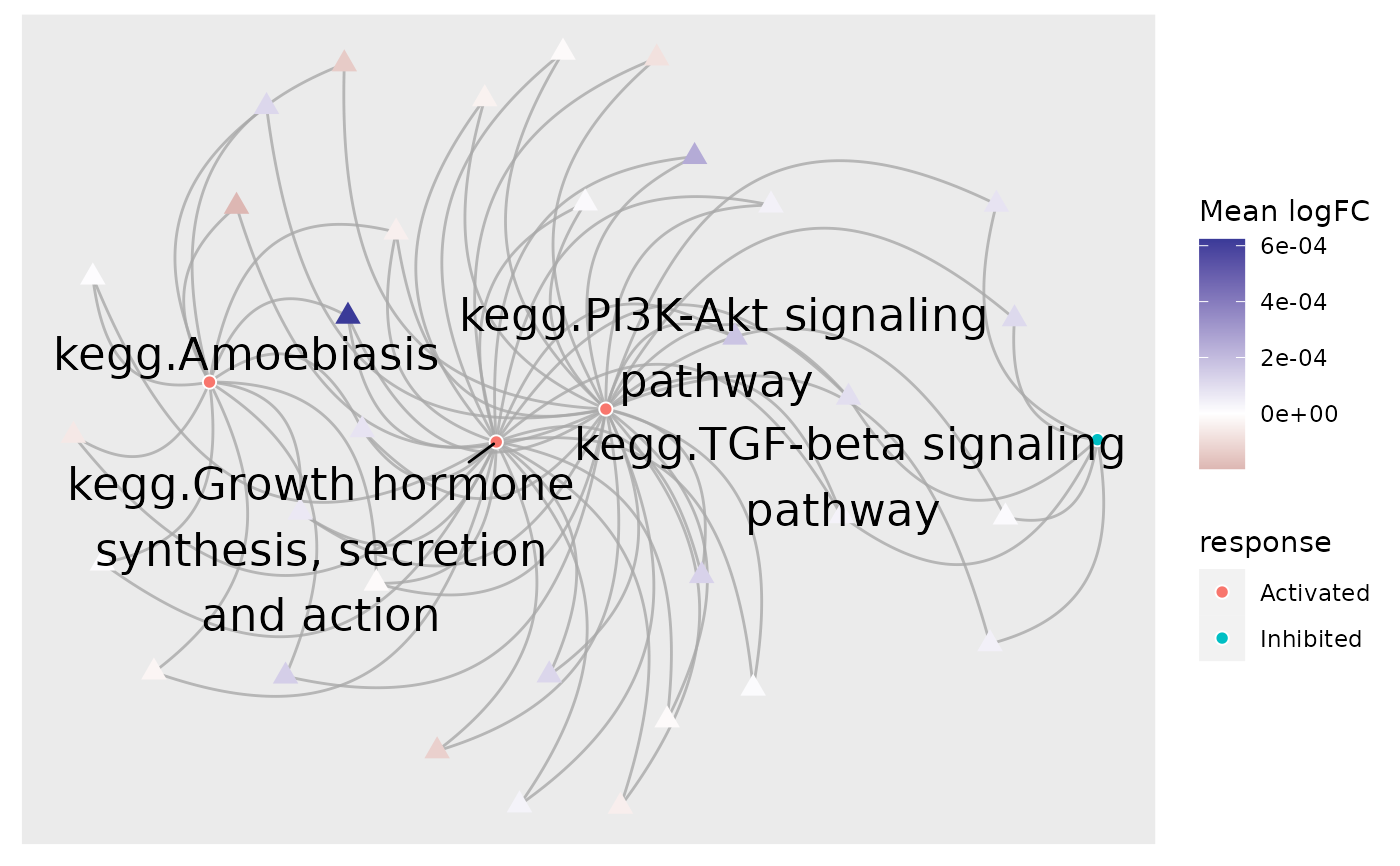 kegg.PI3K-Akt signaling
pathway
kegg.Amoebiasis
kegg.TGF-beta signaling
pathway
kegg.Growth hormone
synthesis, secretion
and action
Mean logFC
6e-04
4e-04
2e-04
0e+00
response
Activated
Inhibited